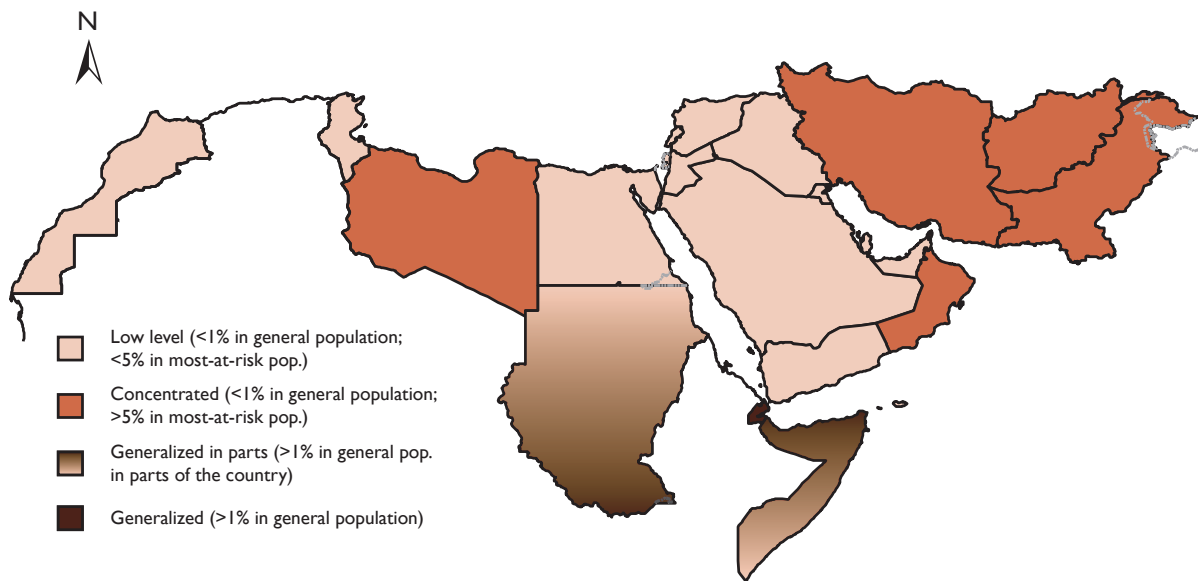 N
Low level (<1% in general population;
<5% in most-at-risk pop.)
Concentrated (<1% in general population;
>5% in most-at-risk pop.)
Generalized in parts (>1% in general pop.
in parts of the country)
Generalized (>1% in general population)